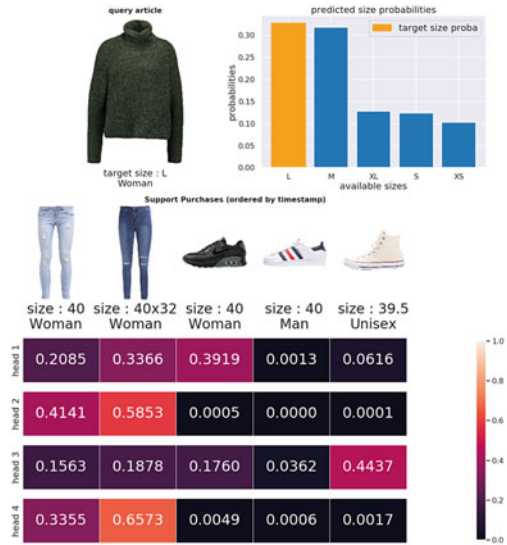 query article
target size : L
Woman
predicted size probabilities
target size proba
probabilities
0.30
0.25
0.20
0.15
0.10
0.05
0.00
L M XL S XS
available sizes
Support Purchases (ordered by timestamp)
size : 40 size : 40x32 size : 40 size : 40 size : 39.5
Woman Woman Woman Man Unisex
head 1 0.2085 0.3366 0.3919 0.0013 0.0616
head 2 0.4141 0.5853 0.0005 0.0000 0.0001
head 3 0.1563 0.1878 0.1760 0.0362 0.4437
head 4 0.3355 0.6573 0.0049 0.0006 0.0017
1.0
0.8
0.6
0.4
0.2
0.0